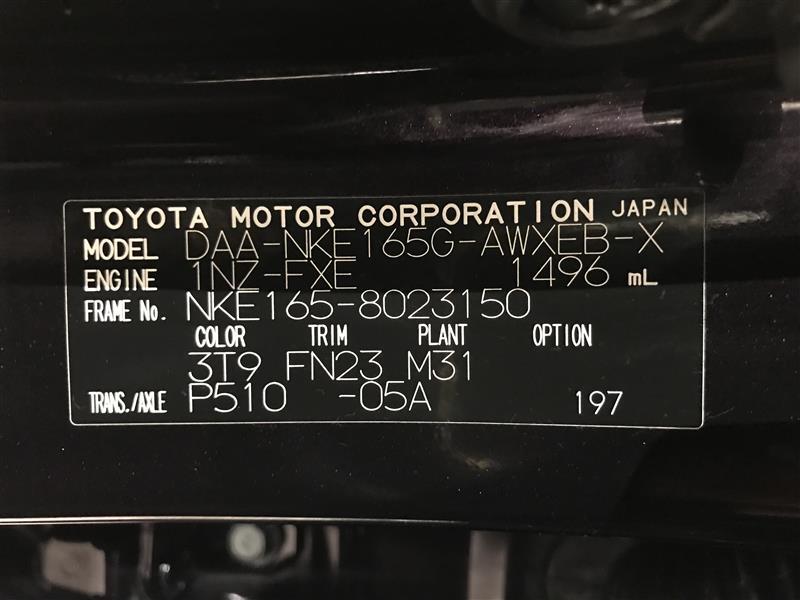 TOYOTA MOTOR CORPORATION JAPAN
MODEL DAA-NKE165G-AWXEB-X
ENGINE 1NZ-FXE 1496 mL
FRAME No. NKE165-8023150
COLOR TRIM PLANT OPTION
3T9 FN23 M31
TRANS./AXLE P510 -05A 197